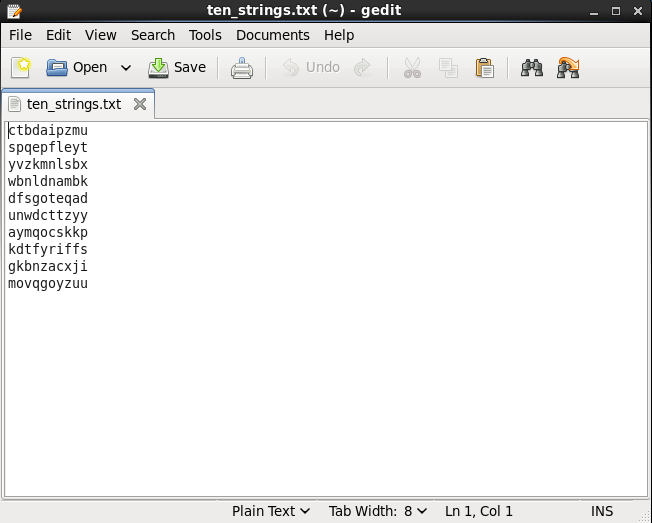 ten_strings.txt (~) - gedit
File Edit View Search Tools Documents Help
Open Save Undo
ten_strings.txt
ctbdaipzmu
spqepfleyt
yvzkmnlsbx
wbnldnambk
dfsgoteqad
unwdcttzyy
aymqocskkp
kdtfyriffs
gkbnzacxji
movqgoyzuu
Plain Text Tab Width: 8 Ln 1, Col 1 INS